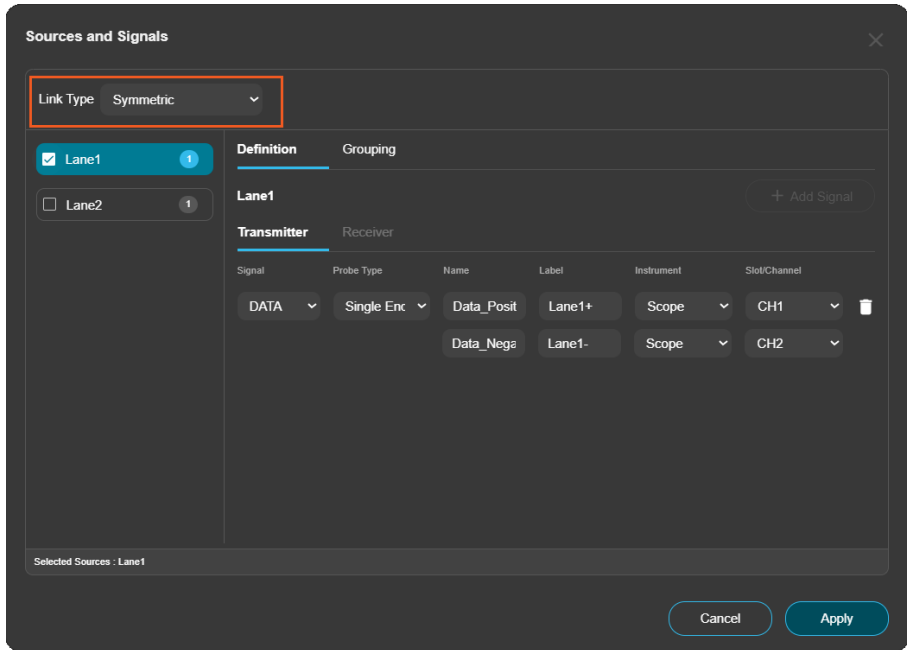 Sources and Signals
Link Type Symmetric
Lane1 1
Lane2 1
Definition Grouping
Lane1 + Add Signal
Transmitter Receiver
Signal Probe Type Name Label Instrument Slot/Channel
DATA Single Enc Data_Posit Lane1+ Scope CH1
Data_Nega Lane1- Scope CH2
Selected Sources : Lane1
Cancel Apply